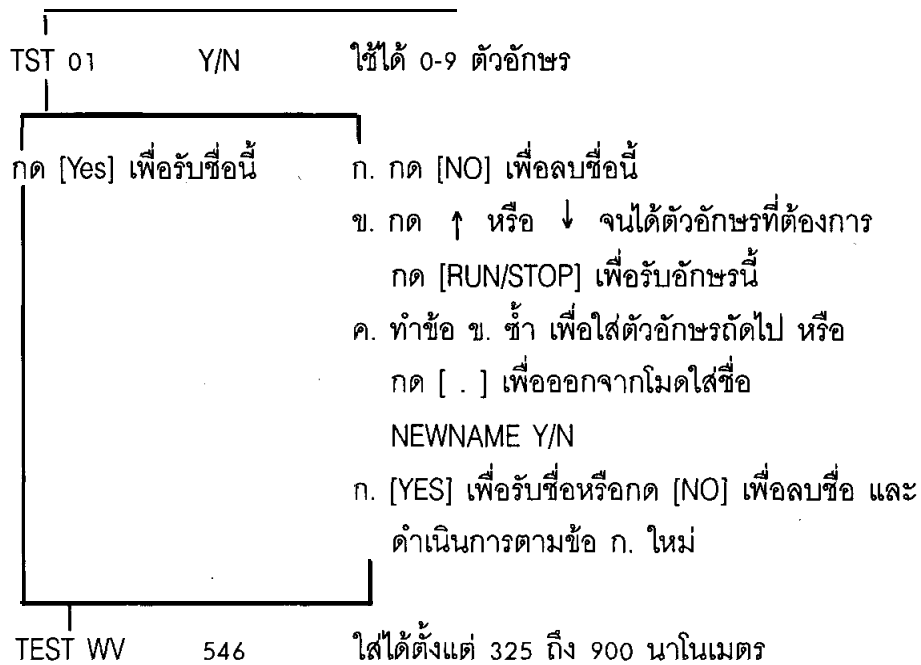 TST 01 Y/N ใช้ได้ 0-9 ตัวอักษร
กด [Yes] เพื่อรับชื่อนี้ ก. กด [NO] เพื่อลบชื่อนี้
ข. กด ↑ หรือ ↓ จนได้ตัวอักษรที่ต้องการ
กด [RUN/STOP] เพื่อรับอักษรนี้
ค. ทำข้อ ข. ซ้ำ เพื่อใส่ตัวอักษรถัดไป หรือ
กด [ . ] เพื่อออกจากโมดใส่ชื่อ
NEWNAME Y/N
ก. [YES] เพื่อรับชื่อหรือกด [NO] เพื่อลบชื่อ และ
ดำเนินการตามข้อ ก. ใหม่
TEST WV 546 ใส่ได้ตั้งแต่ 325 ถึง 900 นาโนเมตร